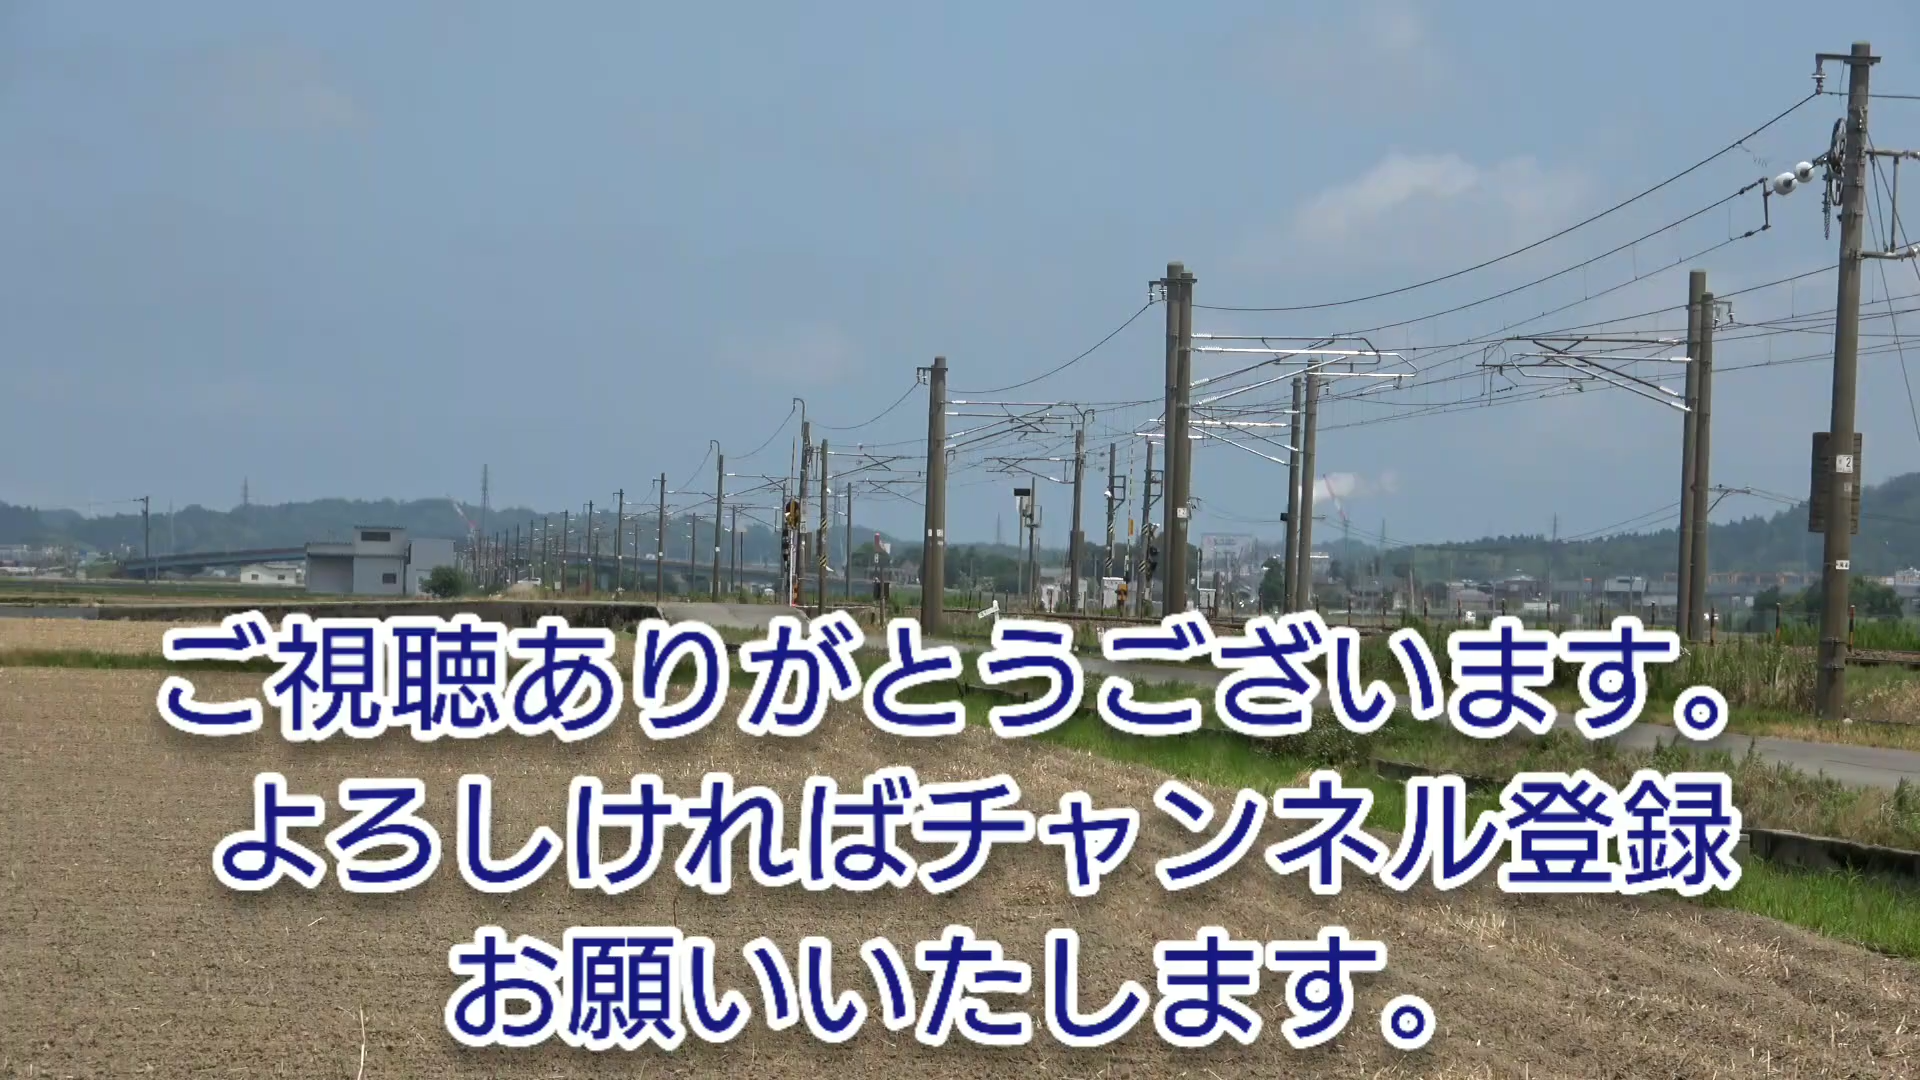 ご視聴ありがとうございます。
よろしければチャンネル登録
お願いいたします。